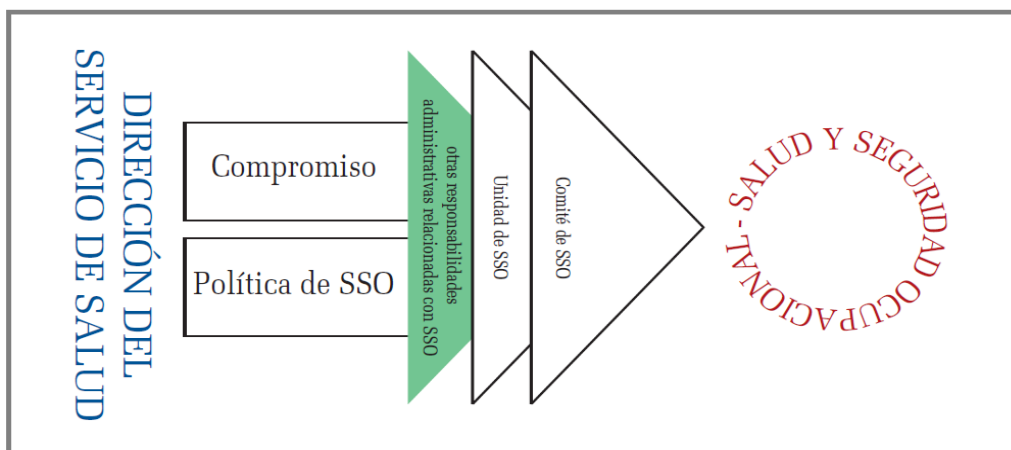 DIRECCIÓN DEL
SERVICIO DE SALUD
Compromiso
Política de SSO
otras responsabilidades
administrativas relacionadas con SSO
Unidad de SSO
Comité de SSO
SALUD Y SEGURIDAD OCUPACIONAL -